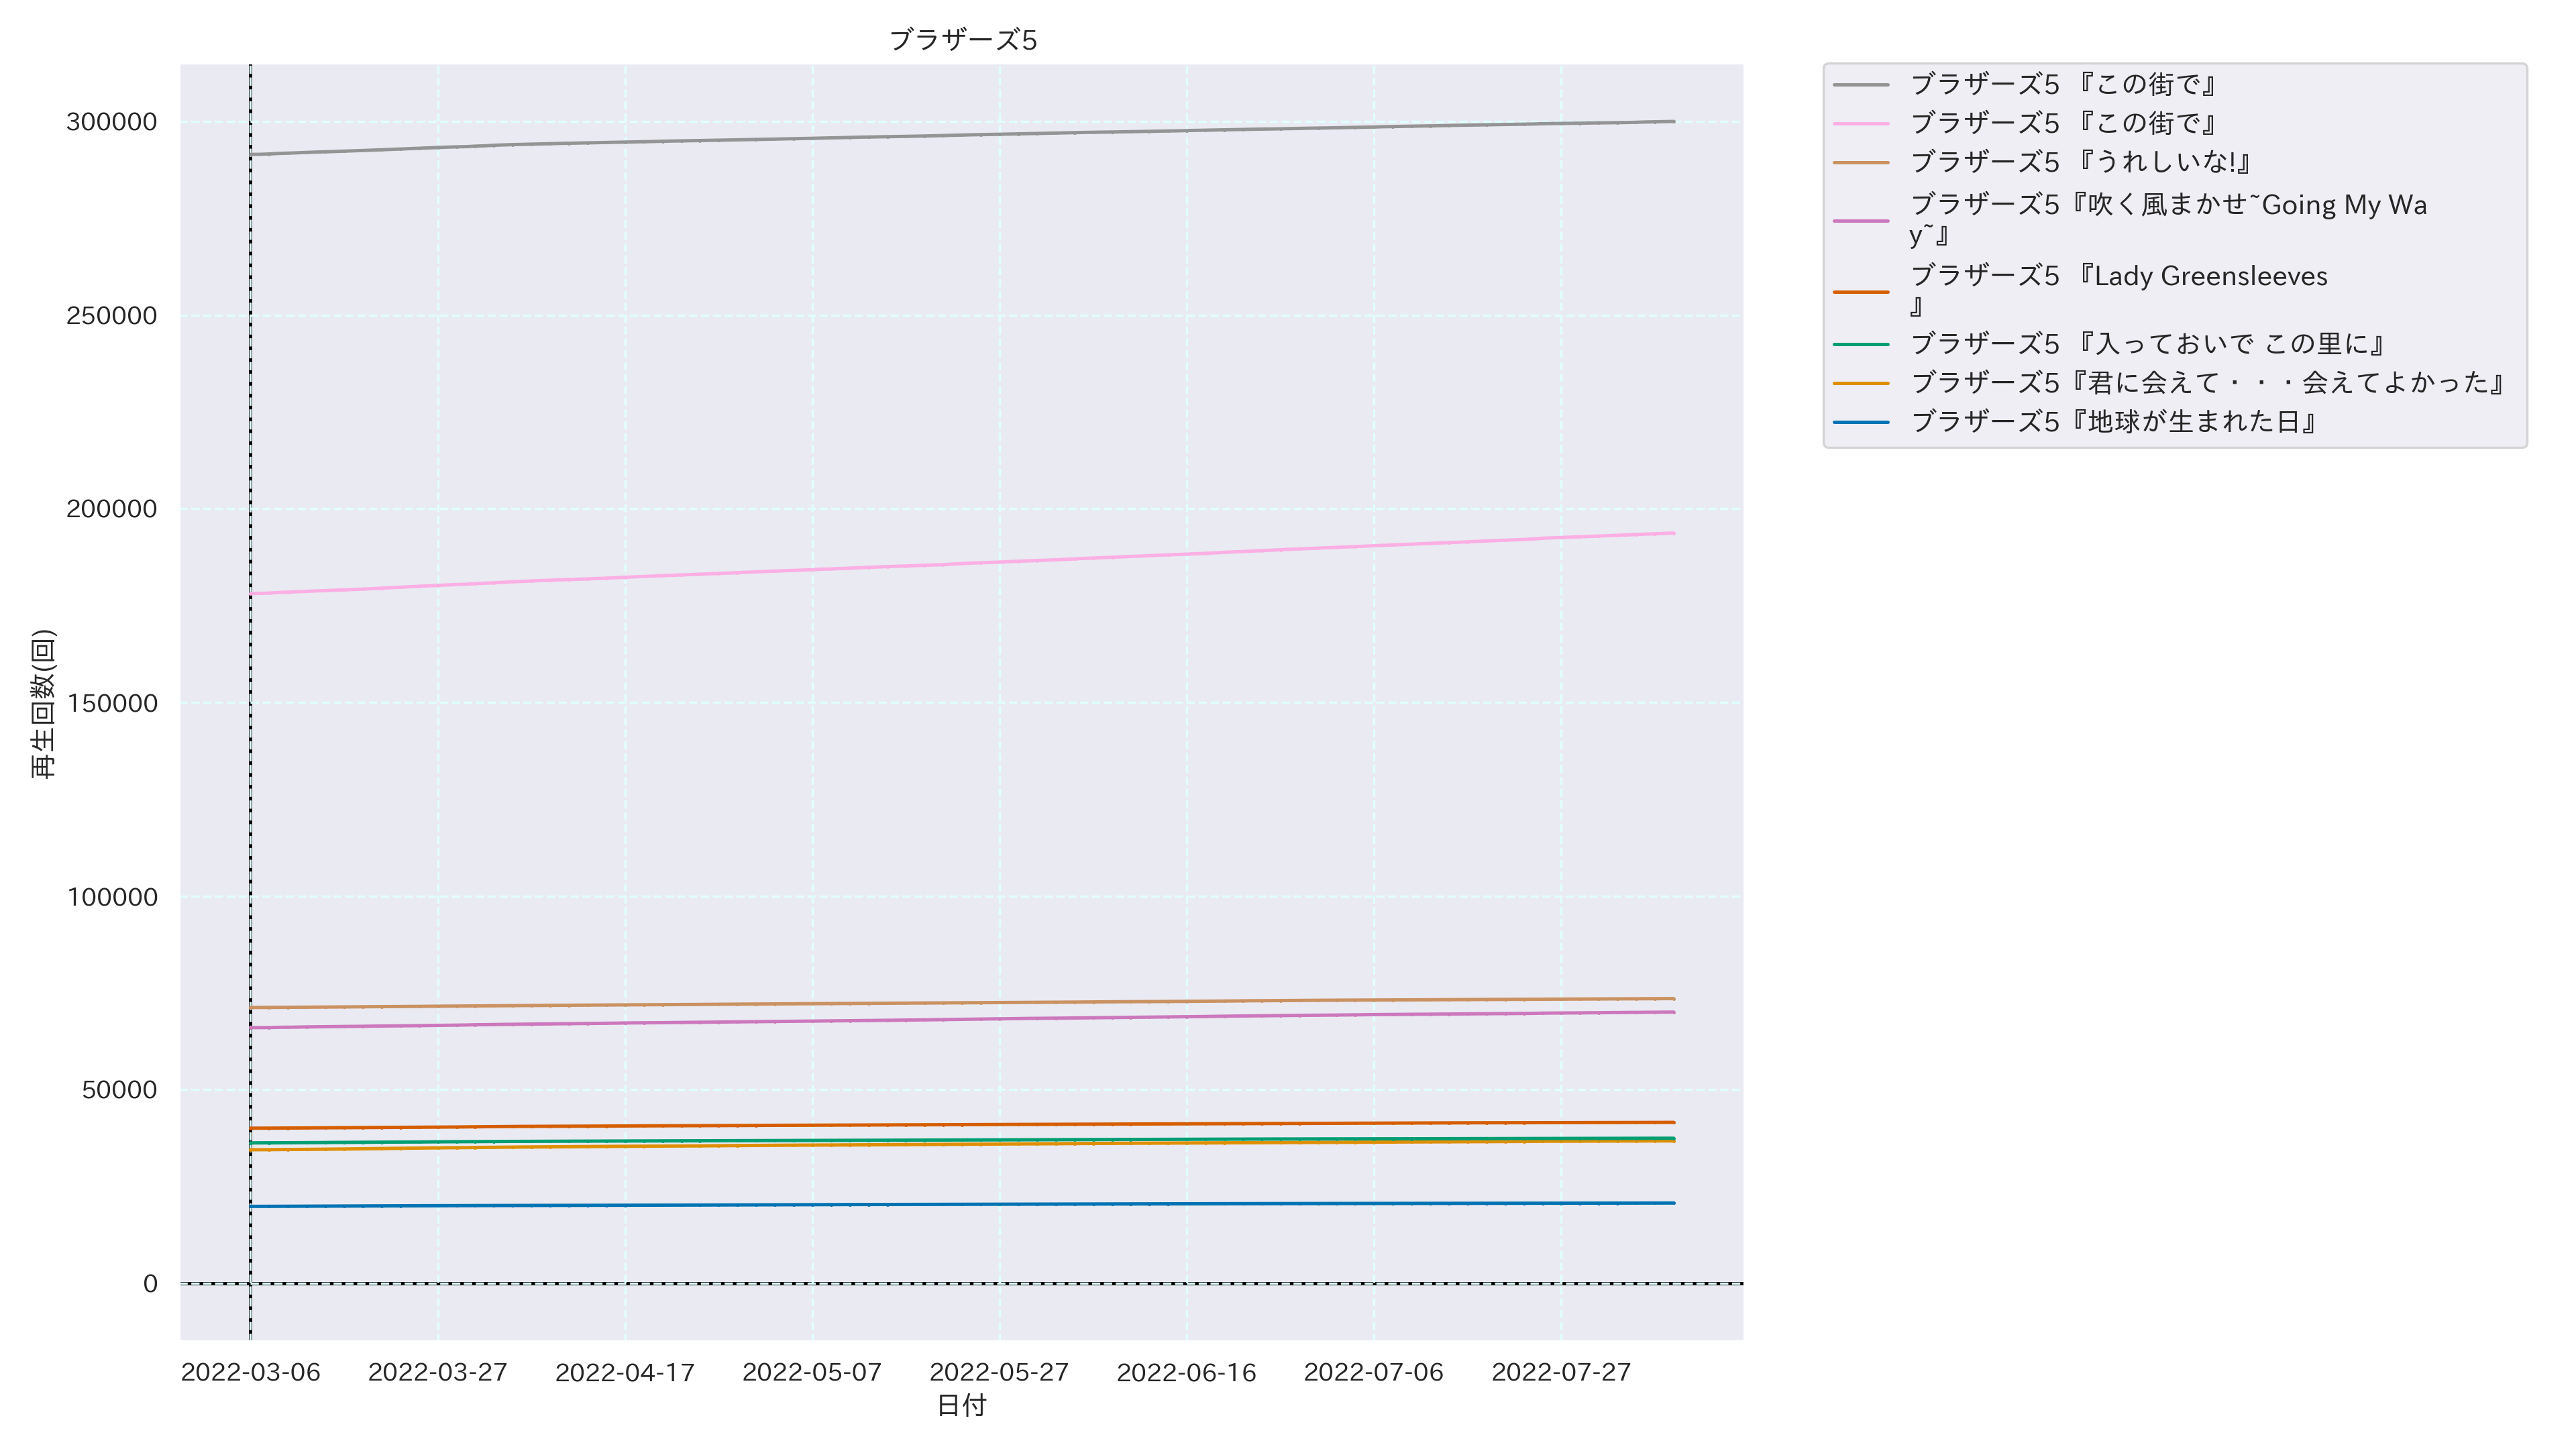 ブラザーズ5
300000
250000
200000
150000
100000
50000
0
再生回数(回)
2022-03-06
2022-03-27
2022-04-17
2022-05-07
2022-05-27
2022-06-16
2022-07-06
2022-07-27
日付
ブラザーズ5 『この街で』
ブラザーズ5 『この街で』
ブラザーズ5 『うれしいな!』
ブラザーズ5『吹く風まかせ~Going My Wa
y~』
ブラザーズ5 『Lady Greensleeves
』
ブラザーズ5 『入っておいで この里に』
ブラザーズ5『君に会えて・・・会えてよかった』
ブラザーズ5『地球が生まれた日』